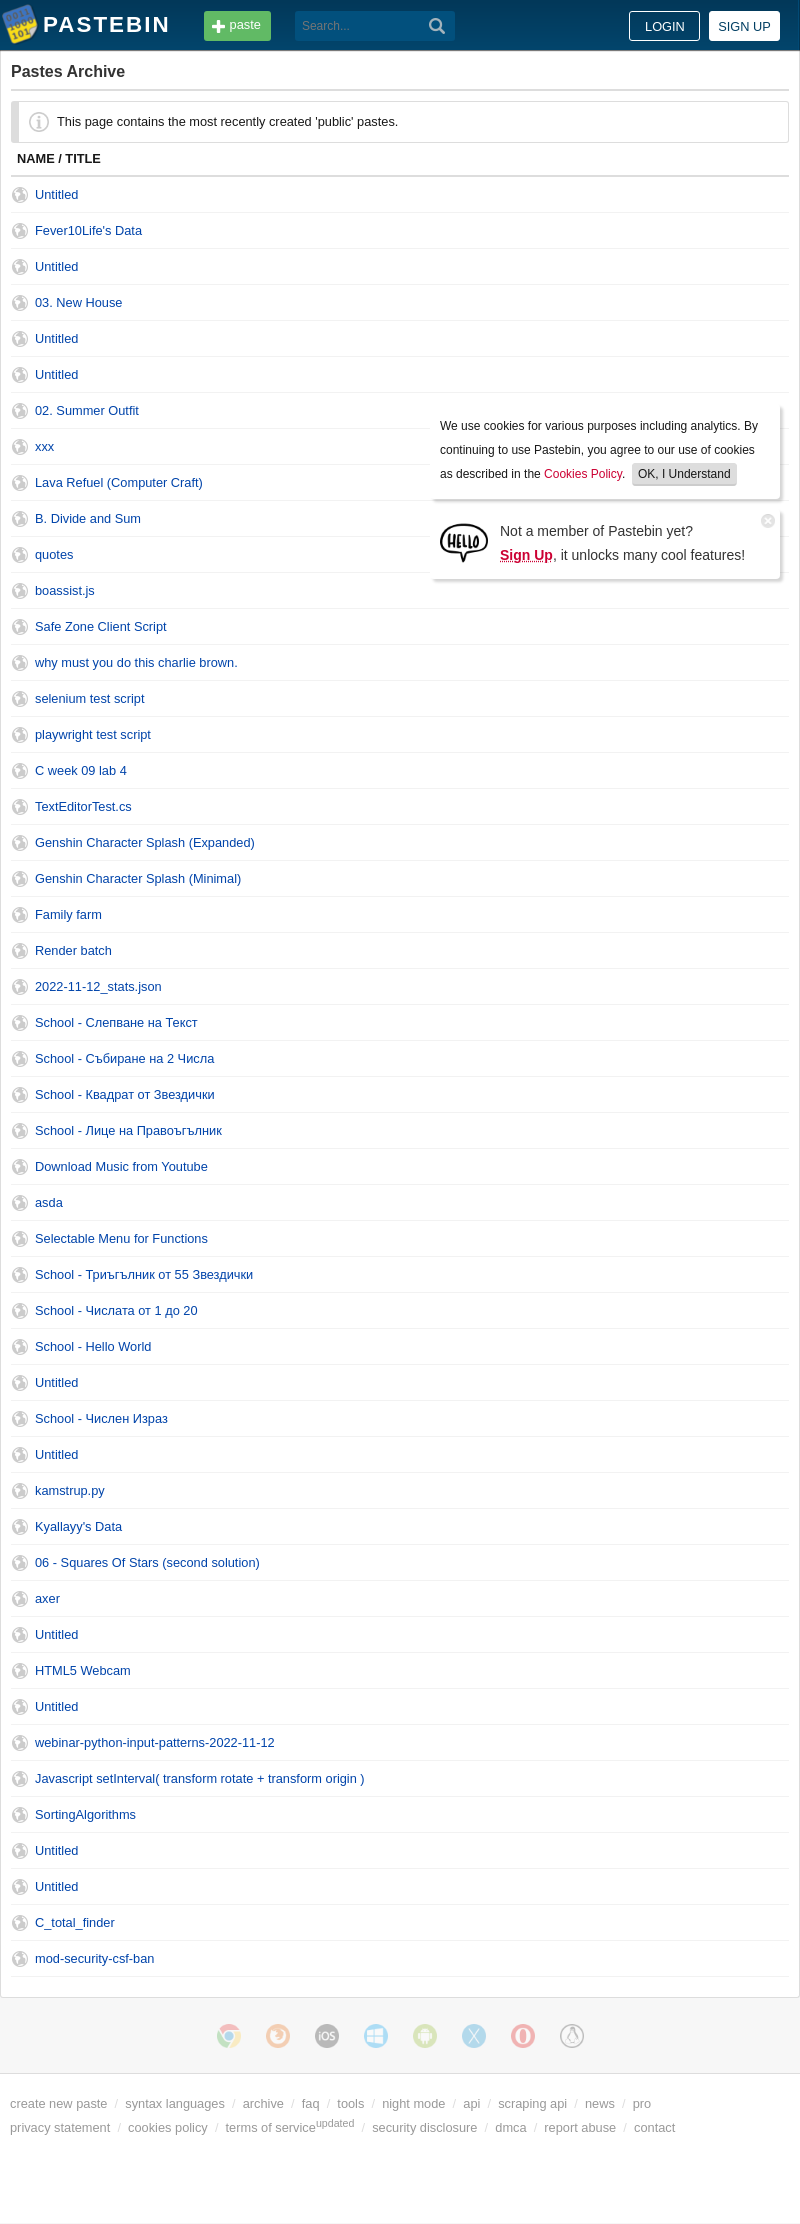 PASTEBIN
paste
Search...
LOGIN
SIGN UP
Pastes Archive
This page contains the most recently created 'public' pastes.
NAME / TITLE
Untitled
Fever10Life's Data
Untitled
03. New House
Untitled
Untitled
02. Summer Outfit
xxx
Lava Refuel (Computer Craft)
B. Divide and Sum
quotes
We use cookies for various purposes including analytics. By
continuing to use Pastebin, you agree to our use of cookies
as described in the Cookies Policy. OK, I Understand
HELLO
Not a member of Pastebin yet?
Sign Up, it unlocks many cool features!
boassist.js
Safe Zone Client Script
why must you do this charlie brown.
selenium test script
playwright test script
C week 09 lab 4
TextEditorTest.cs
Genshin Character Splash (Expanded)
Genshin Character Splash (Minimal)
Family farm
Render batch
2022-11-12_stats.json
School - Слепване на Текст
School - Събиране на 2 Числа
School - Квадрат от Звездички
School - Лице на Правоъгълник
Download Music from Youtube
asda
Selectable Menu for Functions
School - Триъгълник от 55 Звездички
School - Числата от 1 до 20
School - Hello World
Untitled
School - Числен Израз
Untitled
kamstrup.py
Kyallayy's Data
06 - Squares Of Stars (second solution)
axer
Untitled
HTML5 Webcam
Untitled
webinar-python-input-patterns-2022-11-12
Javascript setInterval( transform rotate + transform origin )
SortingAlgorithms
Untitled
Untitled
C_total_finder
mod-security-csf-ban
iOS
create new paste / syntax languages / archive / faq / tools / night mode / api / scraping api / news / pro
privacy statement / cookies policy / terms of service updated / security disclosure / dmca / report abuse / contact